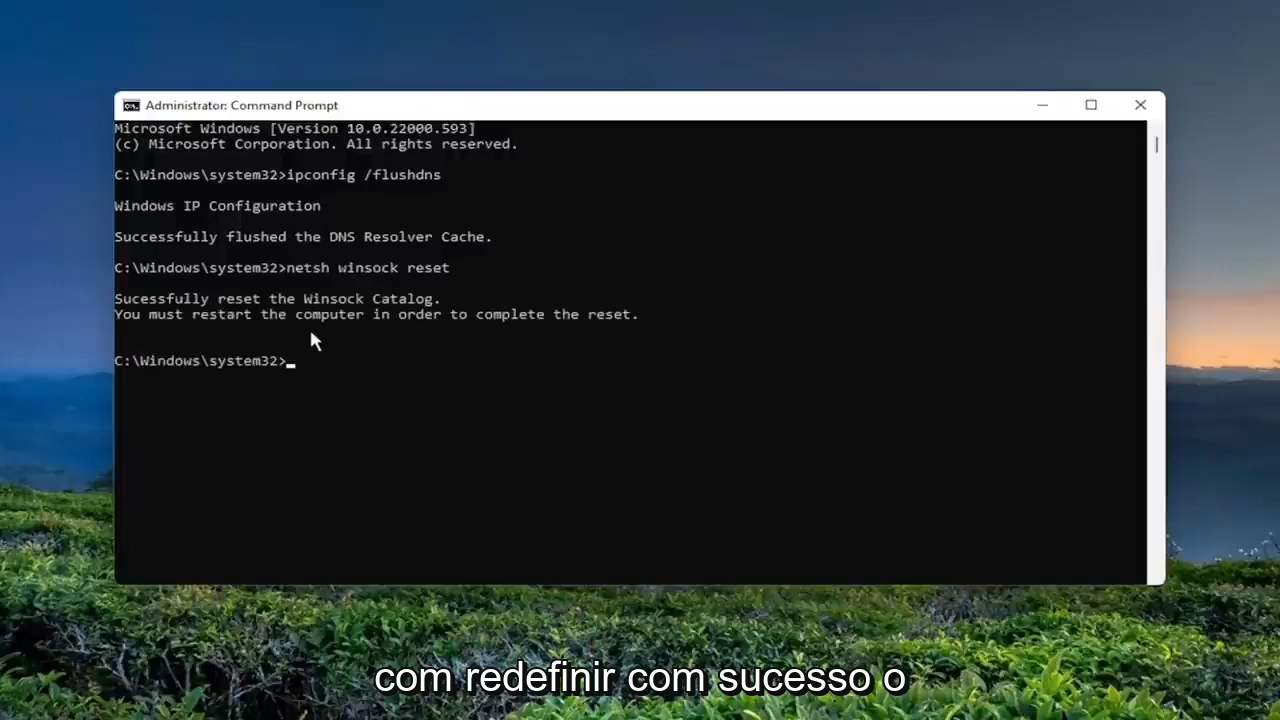 Administrator: Command Prompt
Microsoft Windows [Version 10.0.22000.593]
(c) Microsoft Corporation. All rights reserved.
C:\Windows\system32>ipconfig /flushdns
Windows IP Configuration
Successfully flushed the DNS Resolver Cache.
C:\Windows\system32>netsh winsock reset
Sucessfully reset the Winsock Catalog.
You must restart the computer in order to complete the reset.
C:\Windows\system32>
com redefinir com sucesso o